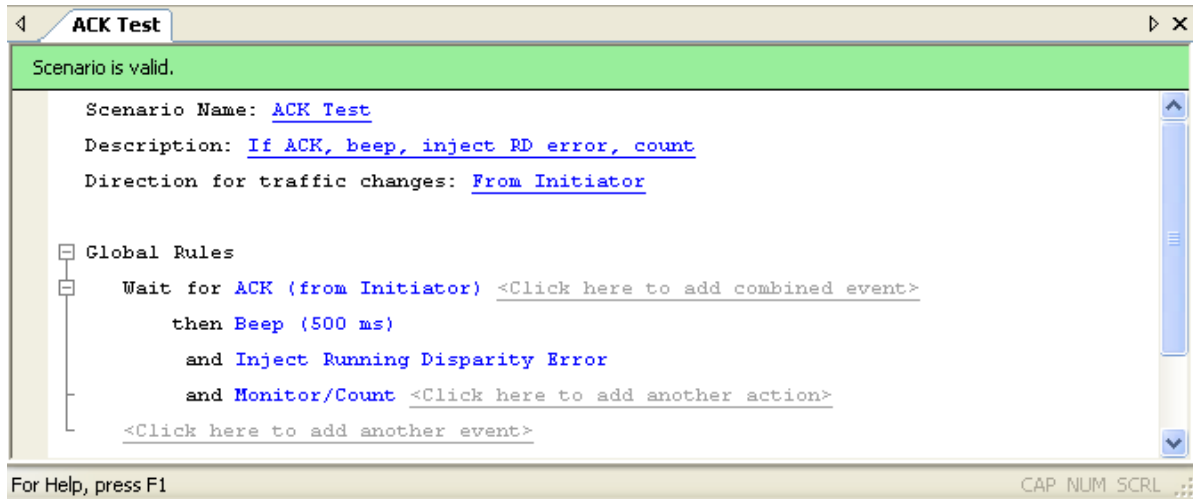 ACK Test
Scenario is valid.
Scenario Name: ACK Test
Description: If ACK, beep, inject RD error, count
Direction for traffic changes: From Initiator
Global Rules
Wait for ACK (from Initiator) <Click here to add combined event>
then Beep (500 ms)
and Inject Running Disparity Error
and Monitor/Count <Click here to add another action>
<Click here to add another event>
For Help, press F1 CAP NUM SCRL